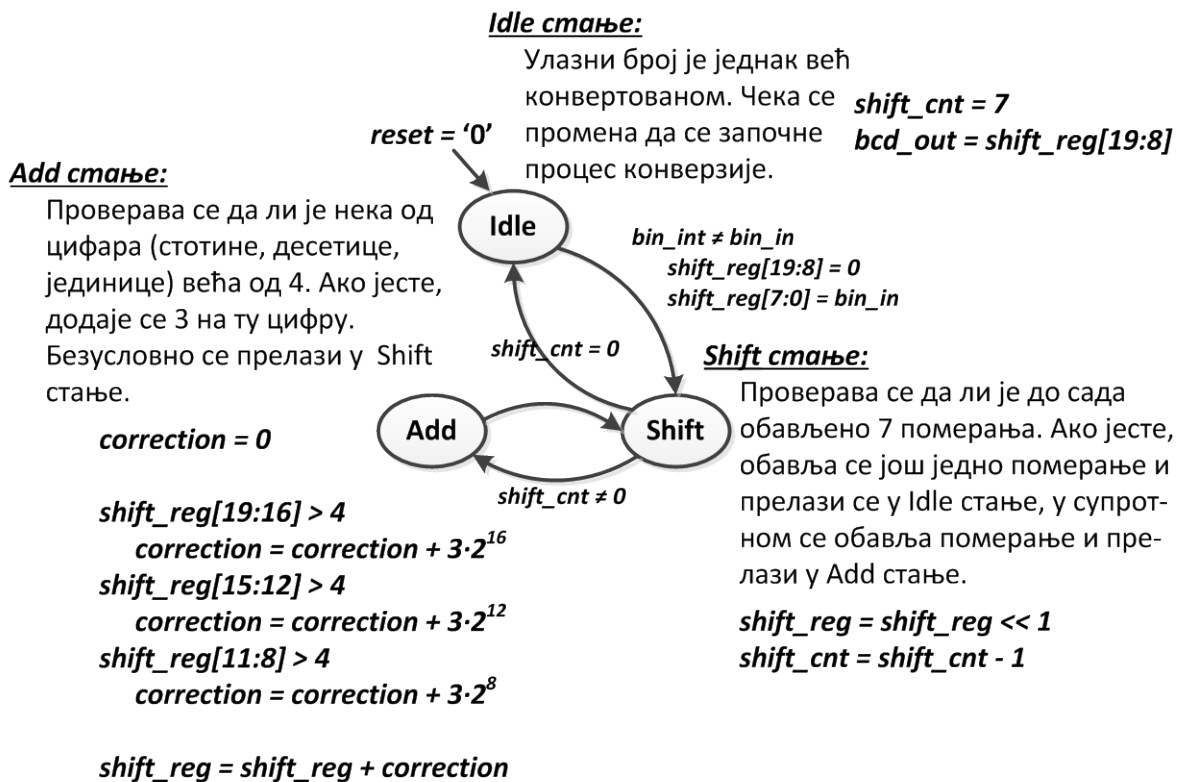 Idle стање:
Улазни број је једнак већ
конвертованом. Чека се
промена да се започне
процес конверзије.
shift_cnt = 7
bcd_out = shift_reg[19:8]
reset = ‘0’
Add стање:
Проверава се да ли је нека од
цифара (стотине, десетице,
јединице) већа од 4. Ако јесте,
додаје се 3 на ту цифру.
Безусловно се прелази у Shift
стање.
correction = 0
shift_reg[19:16] > 4
correction = correction + 3·2^16
shift_reg[15:12] > 4
correction = correction + 3·2^12
shift_reg[11:8] > 4
correction = correction + 3·2^8
shift_reg = shift_reg + correction
Idle
bin_int ≠ bin_in
shift_reg[19:8] = 0
shift_reg[7:0] = bin_in
shift_cnt = 0
Add
Shift
shift_cnt ≠ 0
Shift стање:
Проверава се да ли је до сада
обављено 7 померања. Ако јесте,
обавља се још једно померање и
прелази се у Idle стање, у супрот-
ном се обавља померање и пре-
лази у Add стање.
shift_reg = shift_reg << 1
shift_cnt = shift_cnt - 1